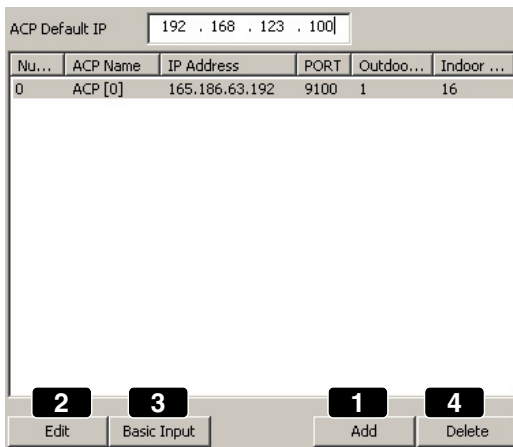 ACP Default IP 192 . 168 . 123 . 100
Nu... ACP Name IP Address PORT Outdoo... Indoor ...
0 ACP [0] 165.186.63.192 9100 1 16
2 3 1 4
Edit Basic Input Add Delete